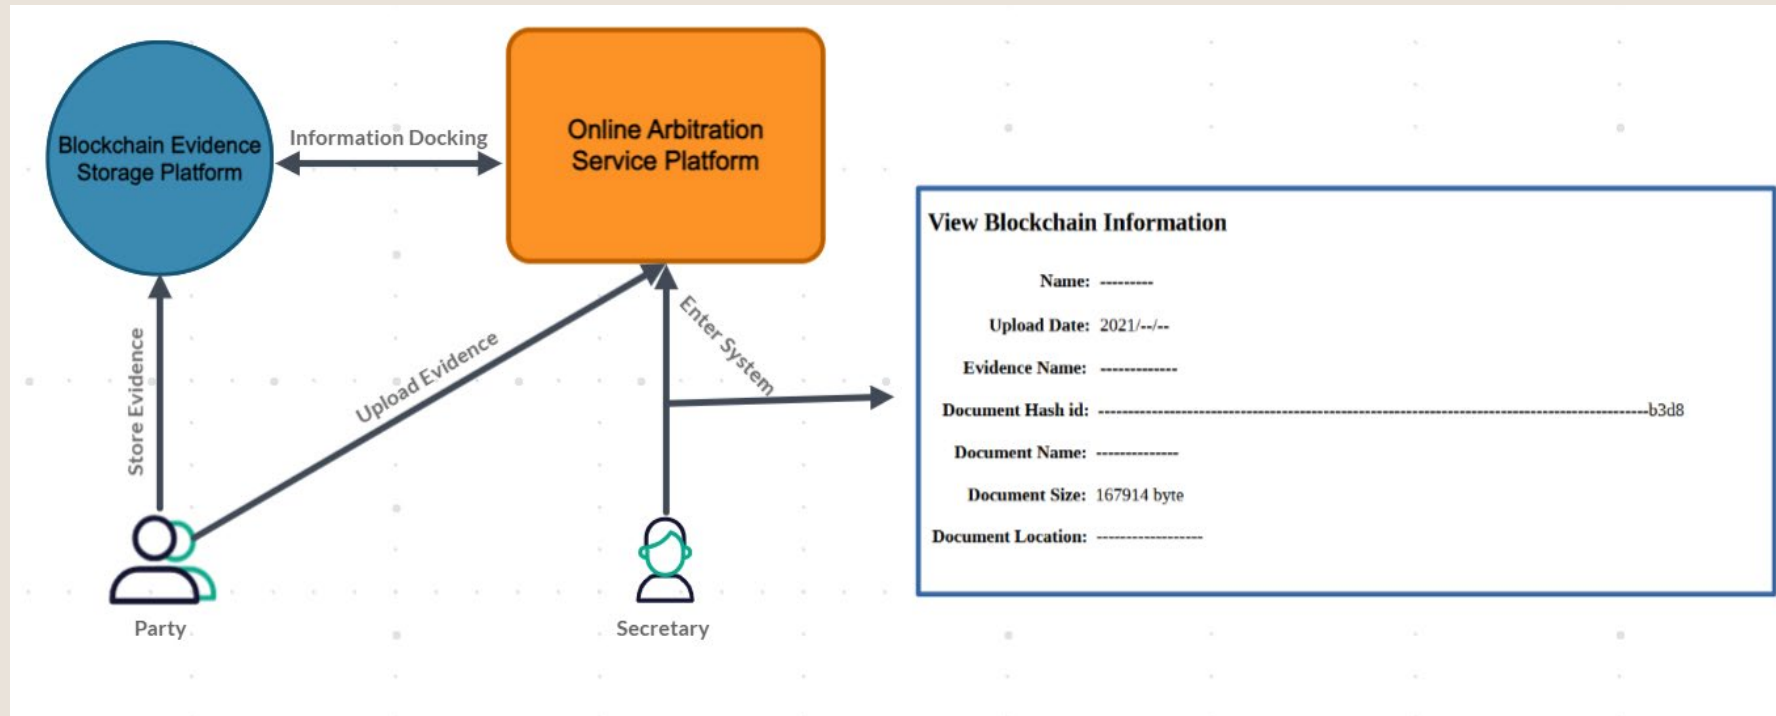 Blockchain Evidence
Storage Platform
Information Docking
Online Arbitration
Service Platform
Store Evidence
Upload Evidence
Enter System
Party
Secretary
View Blockchain Information
Name: ---------
Upload Date: 2021/--/--
Evidence Name: -------------
Document Hash id: ---------------------------------------------------------------------------------------------b3d8
Document Name: --------------
Document Size: 167914 byte
Document Location: ------------------